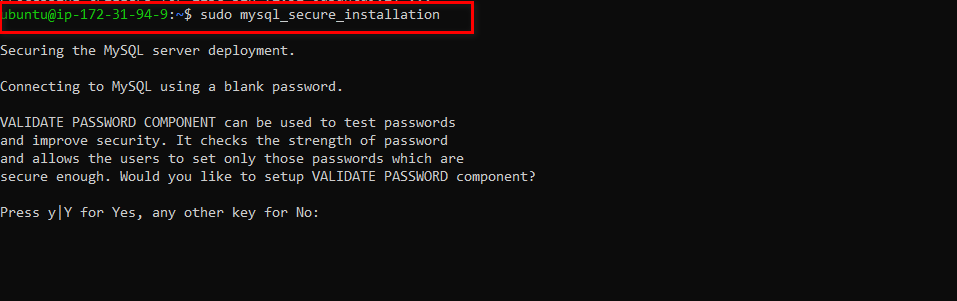 ubuntu@ip-172-31-94-9:~$ sudo mysql_secure_installation
Securing the MySQL server deployment.
Connecting to MySQL using a blank password.
VALIDATE PASSWORD COMPONENT can be used to test passwords
and improve security. It checks the strength of password
and allows the users to set only those passwords which are
secure enough. Would you like to setup VALIDATE PASSWORD component?
Press y|Y for Yes, any other key for No: